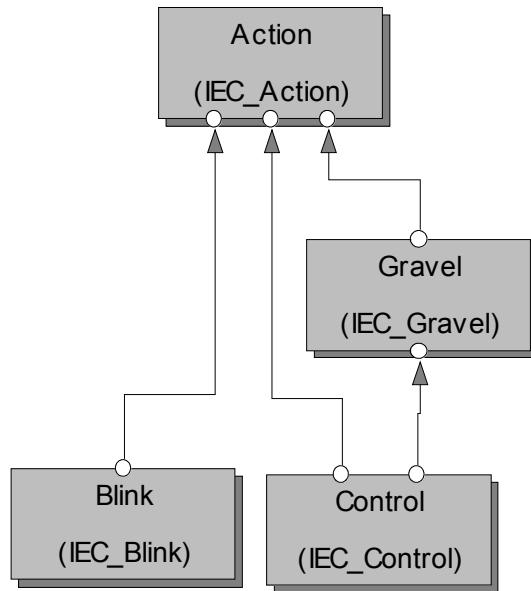 Action
(IEC_Action)
Gravel
(IEC_Gravel)
Blink
(IEC_Blink)
Control
(IEC_Control)